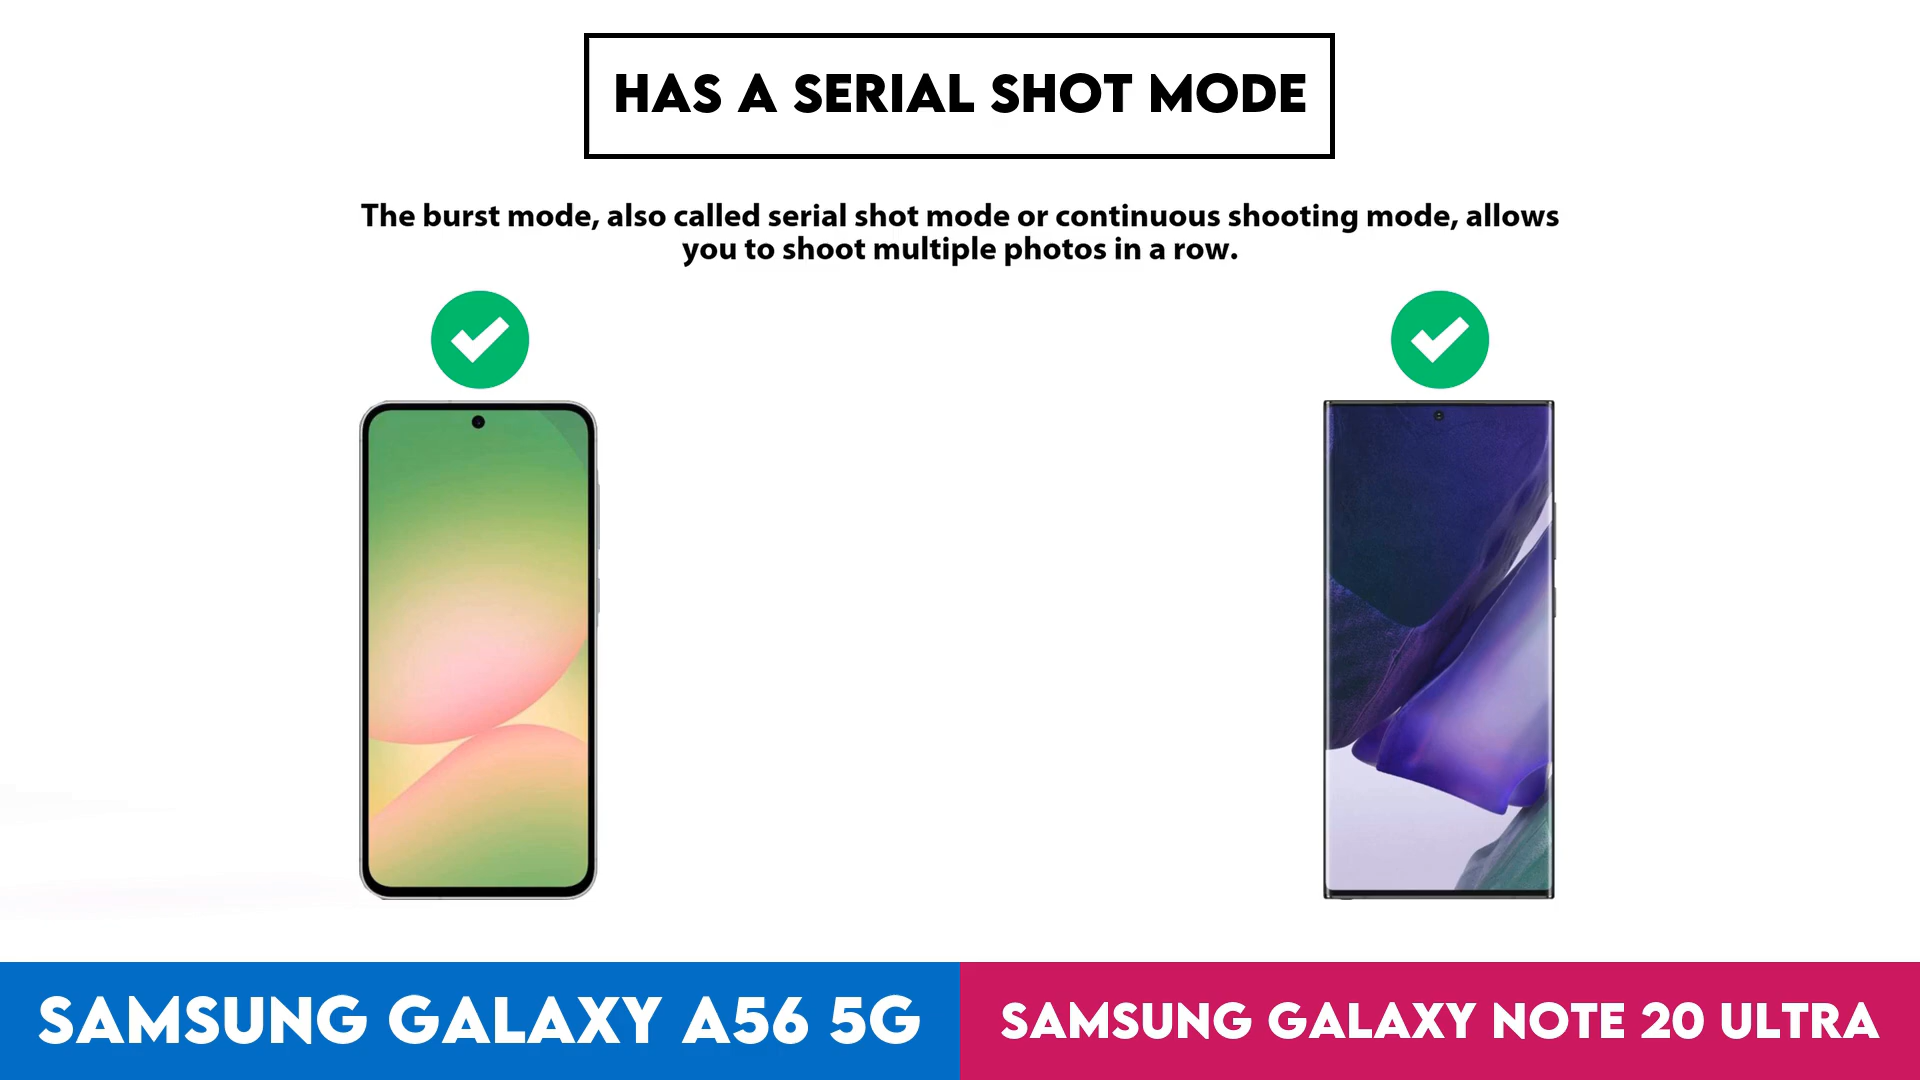 HAS A SERIAL SHOT MODE
The burst mode, also called serial shot mode or continuous shooting mode, allows
you to shoot multiple photos in a row.
SAMSUNG GALAXY A56 5G
SAMSUNG GALAXY NOTE 20 ULTRA